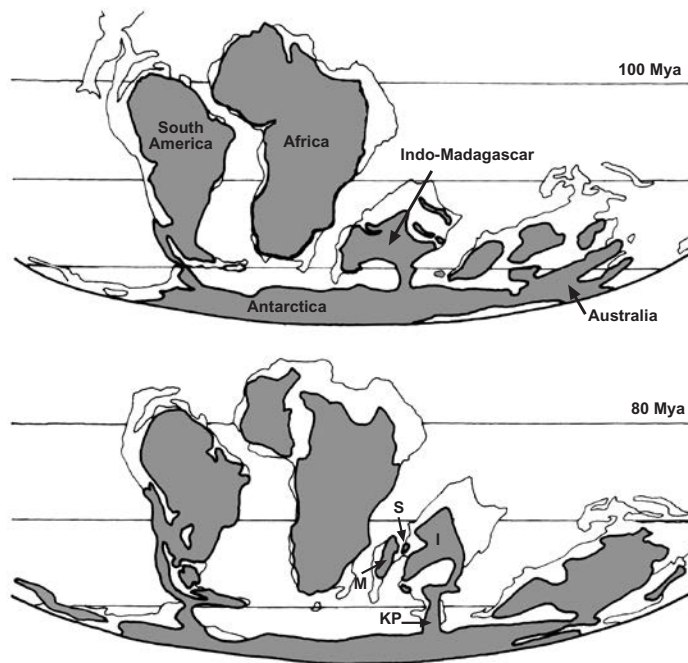 100 Mya
South
America
Africa
Indo-Madagascar
Antarctica
Australia
80 Mya
S
I
M
KP